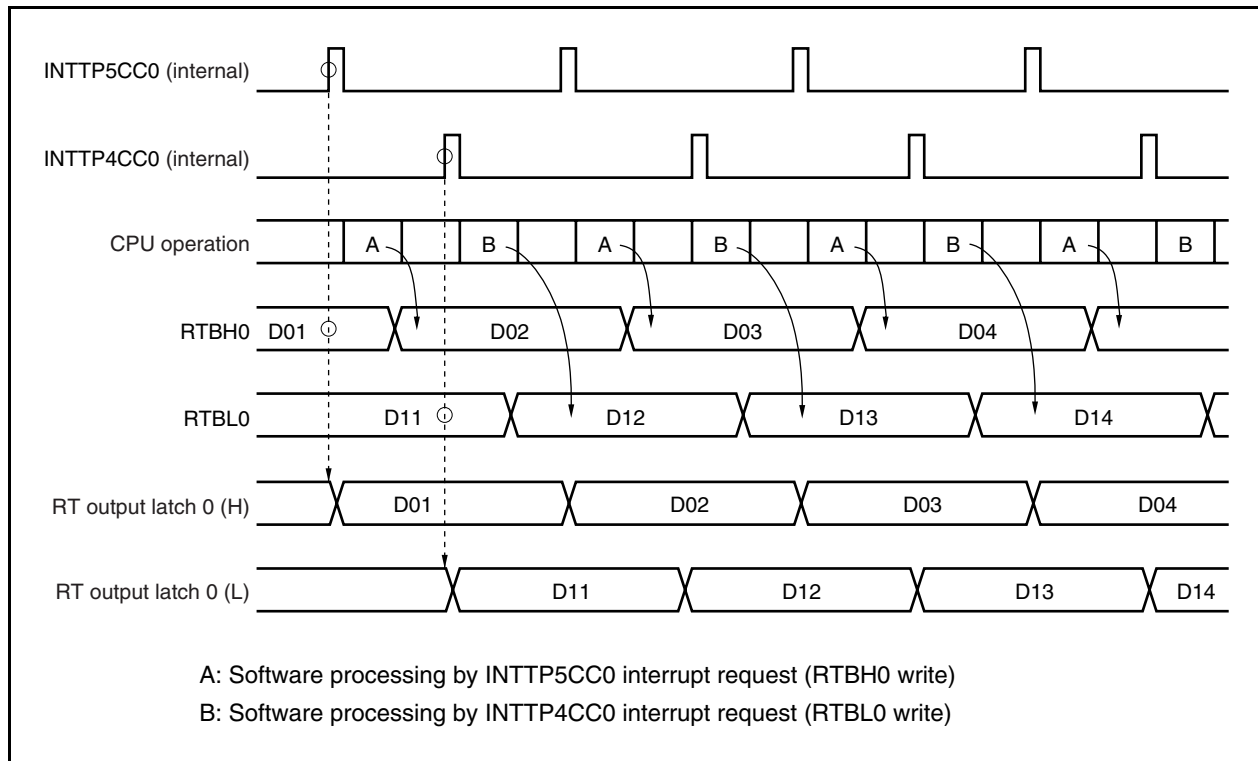 INTTP5CC0 (internal)
INTTP4CC0 (internal)
CPU operation A B A B A B A B
RTBH0 D01 D02 D03 D04
RTBL0 D11 D12 D13 D14
RT output latch 0 (H) D01 D02 D03 D04
RT output latch 0 (L) D11 D12 D13 D14
A: Software processing by INTTP5CC0 interrupt request (RTBH0 write)
B: Software processing by INTTP4CC0 interrupt request (RTBL0 write)